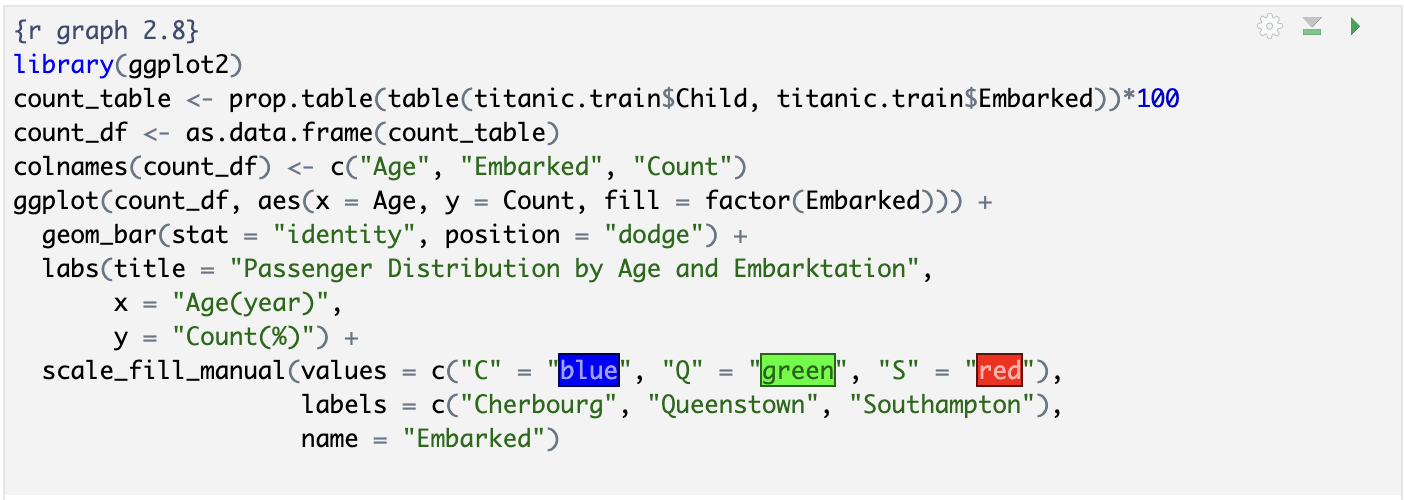 {r graph 2.8}
library(ggplot2)
count_table <- prop.table(table(titanic.train$Child, titanic.train$Embarked))*100
count_df <- as.data.frame(count_table)
colnames(count_df) <- c("Age", "Embarked", "Count")
ggplot(count_df, aes(x = Age, y = Count, fill = factor(Embarked))) +
  geom_bar(stat = "identity", position = "dodge") +
  labs(title = "Passenger Distribution by Age and Embarktation",
       x = "Age(year)",
       y = "Count(%)") +
  scale_fill_manual(values = c("C" = "blue", "Q" = "green", "S" = "red"),
                    labels = c("Cherbourg", "Queenstown", "Southampton"),
                    name = "Embarked")